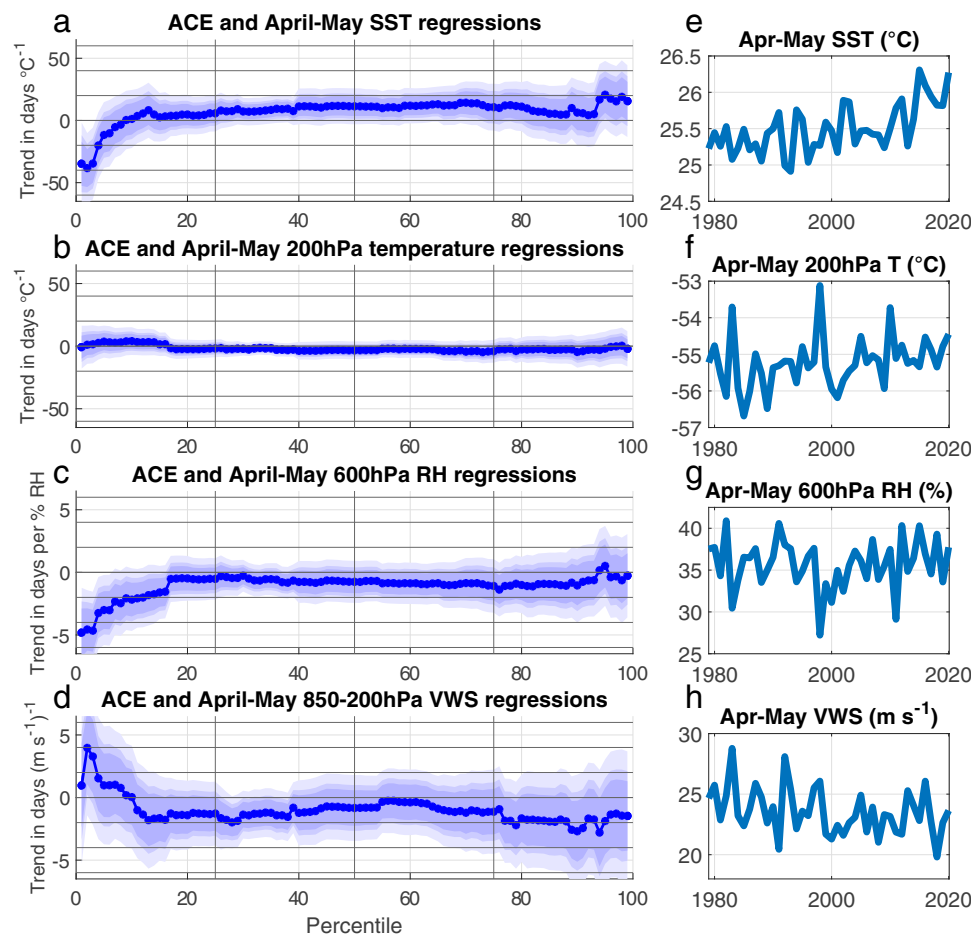 a
ACE and April-May SST regressions
Trend in days °C⁻¹
50
0
-50
0 20 40 60 80 100
b
ACE and April-May 200hPa temperature regressions
Trend in days °C⁻¹
50
0
-50
0 20 40 60 80 100
c
ACE and April-May 600hPa RH regressions
Trend in days per % RH
5
0
-5
0 20 40 60 80 100
d
ACE and April-May 850-200hPa VWS regressions
Trend in days (m s⁻¹)⁻¹
5
0
-5
0 20 40 60 80 100
Percentile
e
Apr-May SST (°C)
26.5
26
25.5
25
24.5
1980 2000 2020
f
Apr-May 200hPa T (°C)
-53
-54
-55
-56
-57
1980 2000 2020
g
Apr-May 600hPa RH (%)
40
35
30
25
1980 2000 2020
h
Apr-May VWS (m s⁻¹)
30
25
20
1980 2000 2020